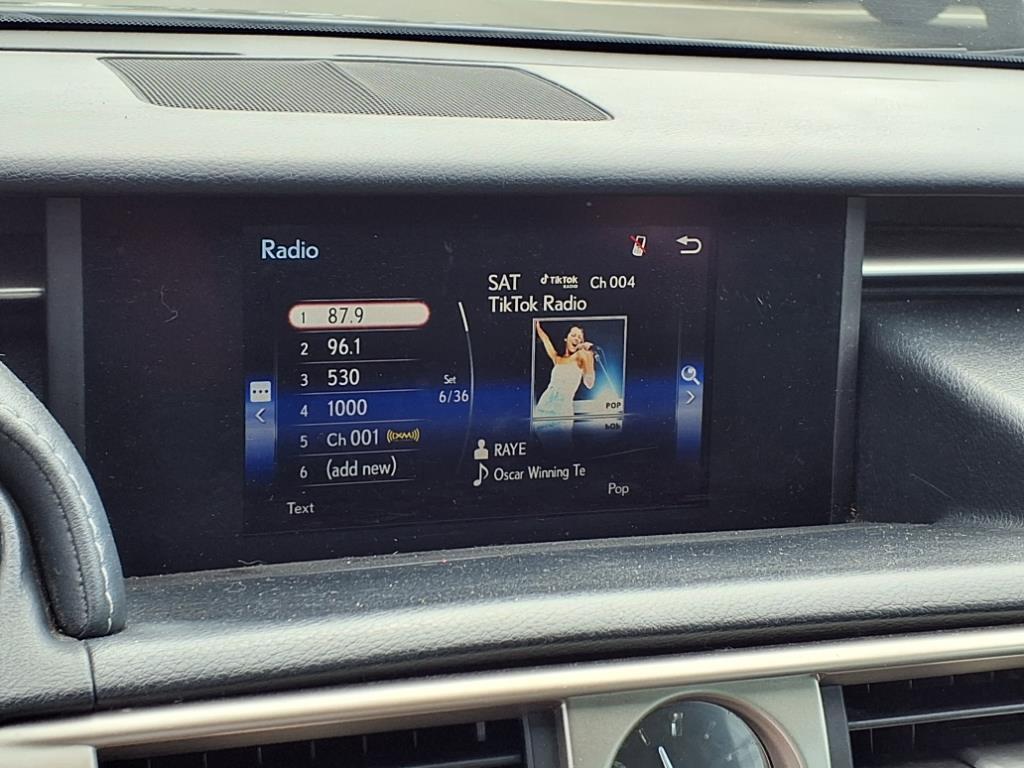 Radio
SAT TikTok RADIO Ch 004
TikTok Radio
1 87.9
2 96.1
3 530
4 1000
5 Ch 001 ((XM))
6 (add new)
Set
6/36
POP
RAYE
Oscar Winning Te
Pop
Text